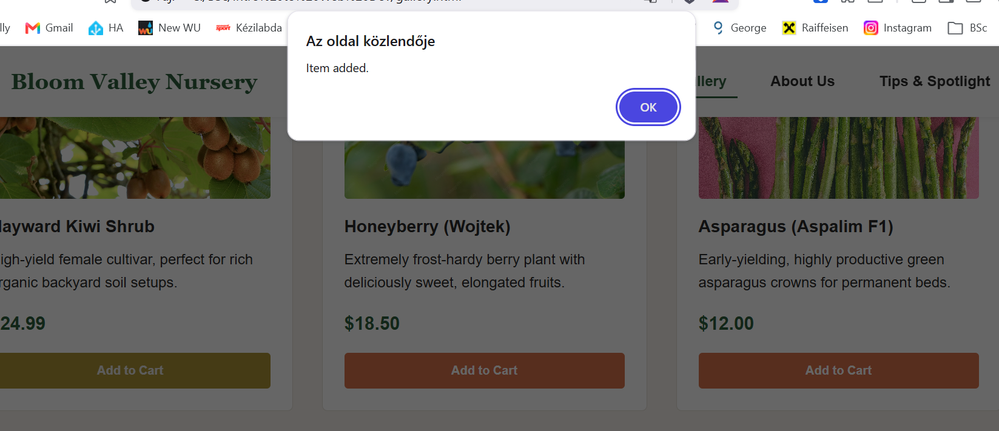 lly Gmail HA New WU sport Kézilabda George Raiffeisen Instagram BSc
Az oldal közlendője
Item added.
OK
Bloom Valley Nursery
llery About Us Tips & Spotlight
ayward Kiwi Shrub
igh-yield female cultivar, perfect for rich
rganic backyard soil setups.
24.99
Add to Cart
Honeyberry (Wojtek)
Extremely frost-hardy berry plant with
deliciously sweet, elongated fruits.
$18.50
Add to Cart
Asparagus (Aspalim F1)
Early-yielding, highly productive green
asparagus crowns for permanent beds.
$12.00
Add to Cart